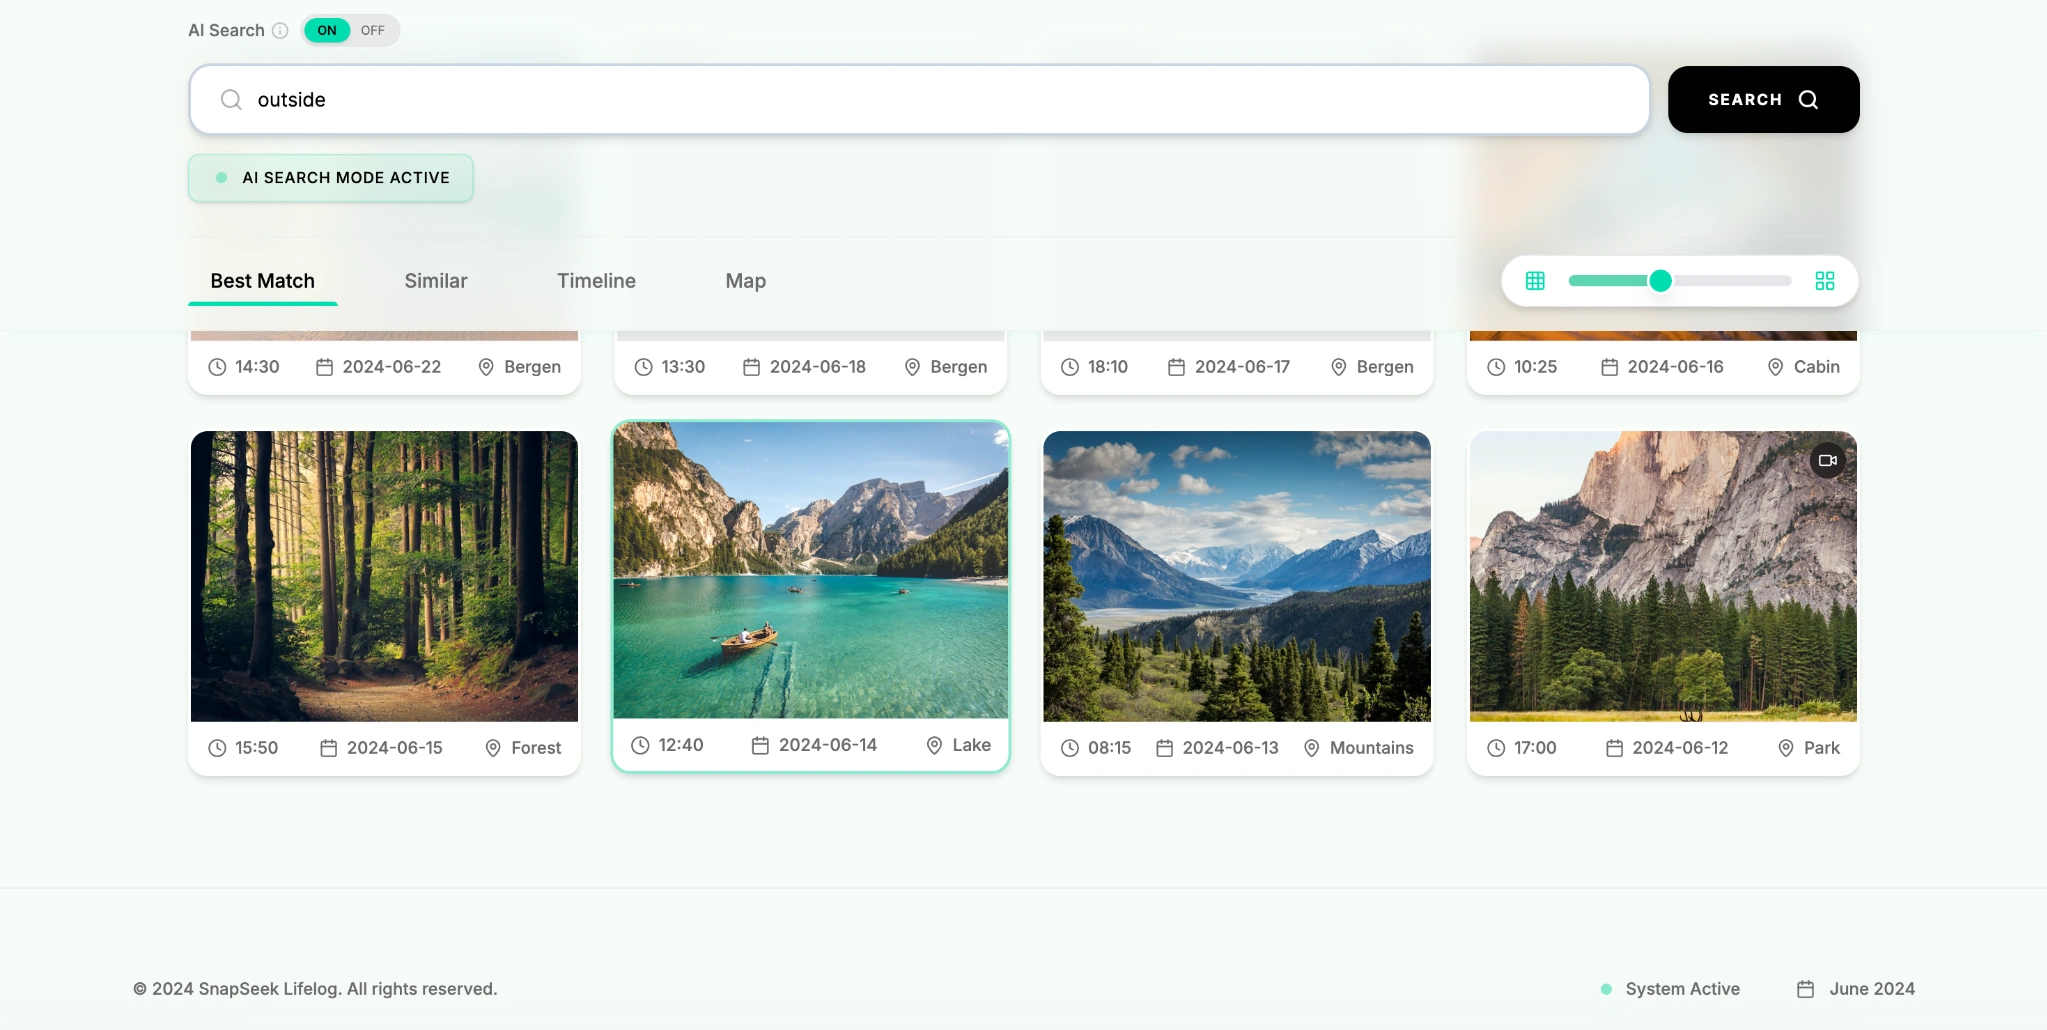 AI Search ON OFF
outside
SEARCH
AI SEARCH MODE ACTIVE
Best Match Similar Timeline Map
14:30 2024-06-22 Bergen
13:30 2024-06-18 Bergen
18:10 2024-06-17 Bergen
10:25 2024-06-16 Cabin
15:50 2024-06-15 Forest
12:40 2024-06-14 Lake
08:15 2024-06-13 Mountains
17:00 2024-06-12 Park
© 2024 SnapSeek Lifelog. All rights reserved.
System Active June 2024